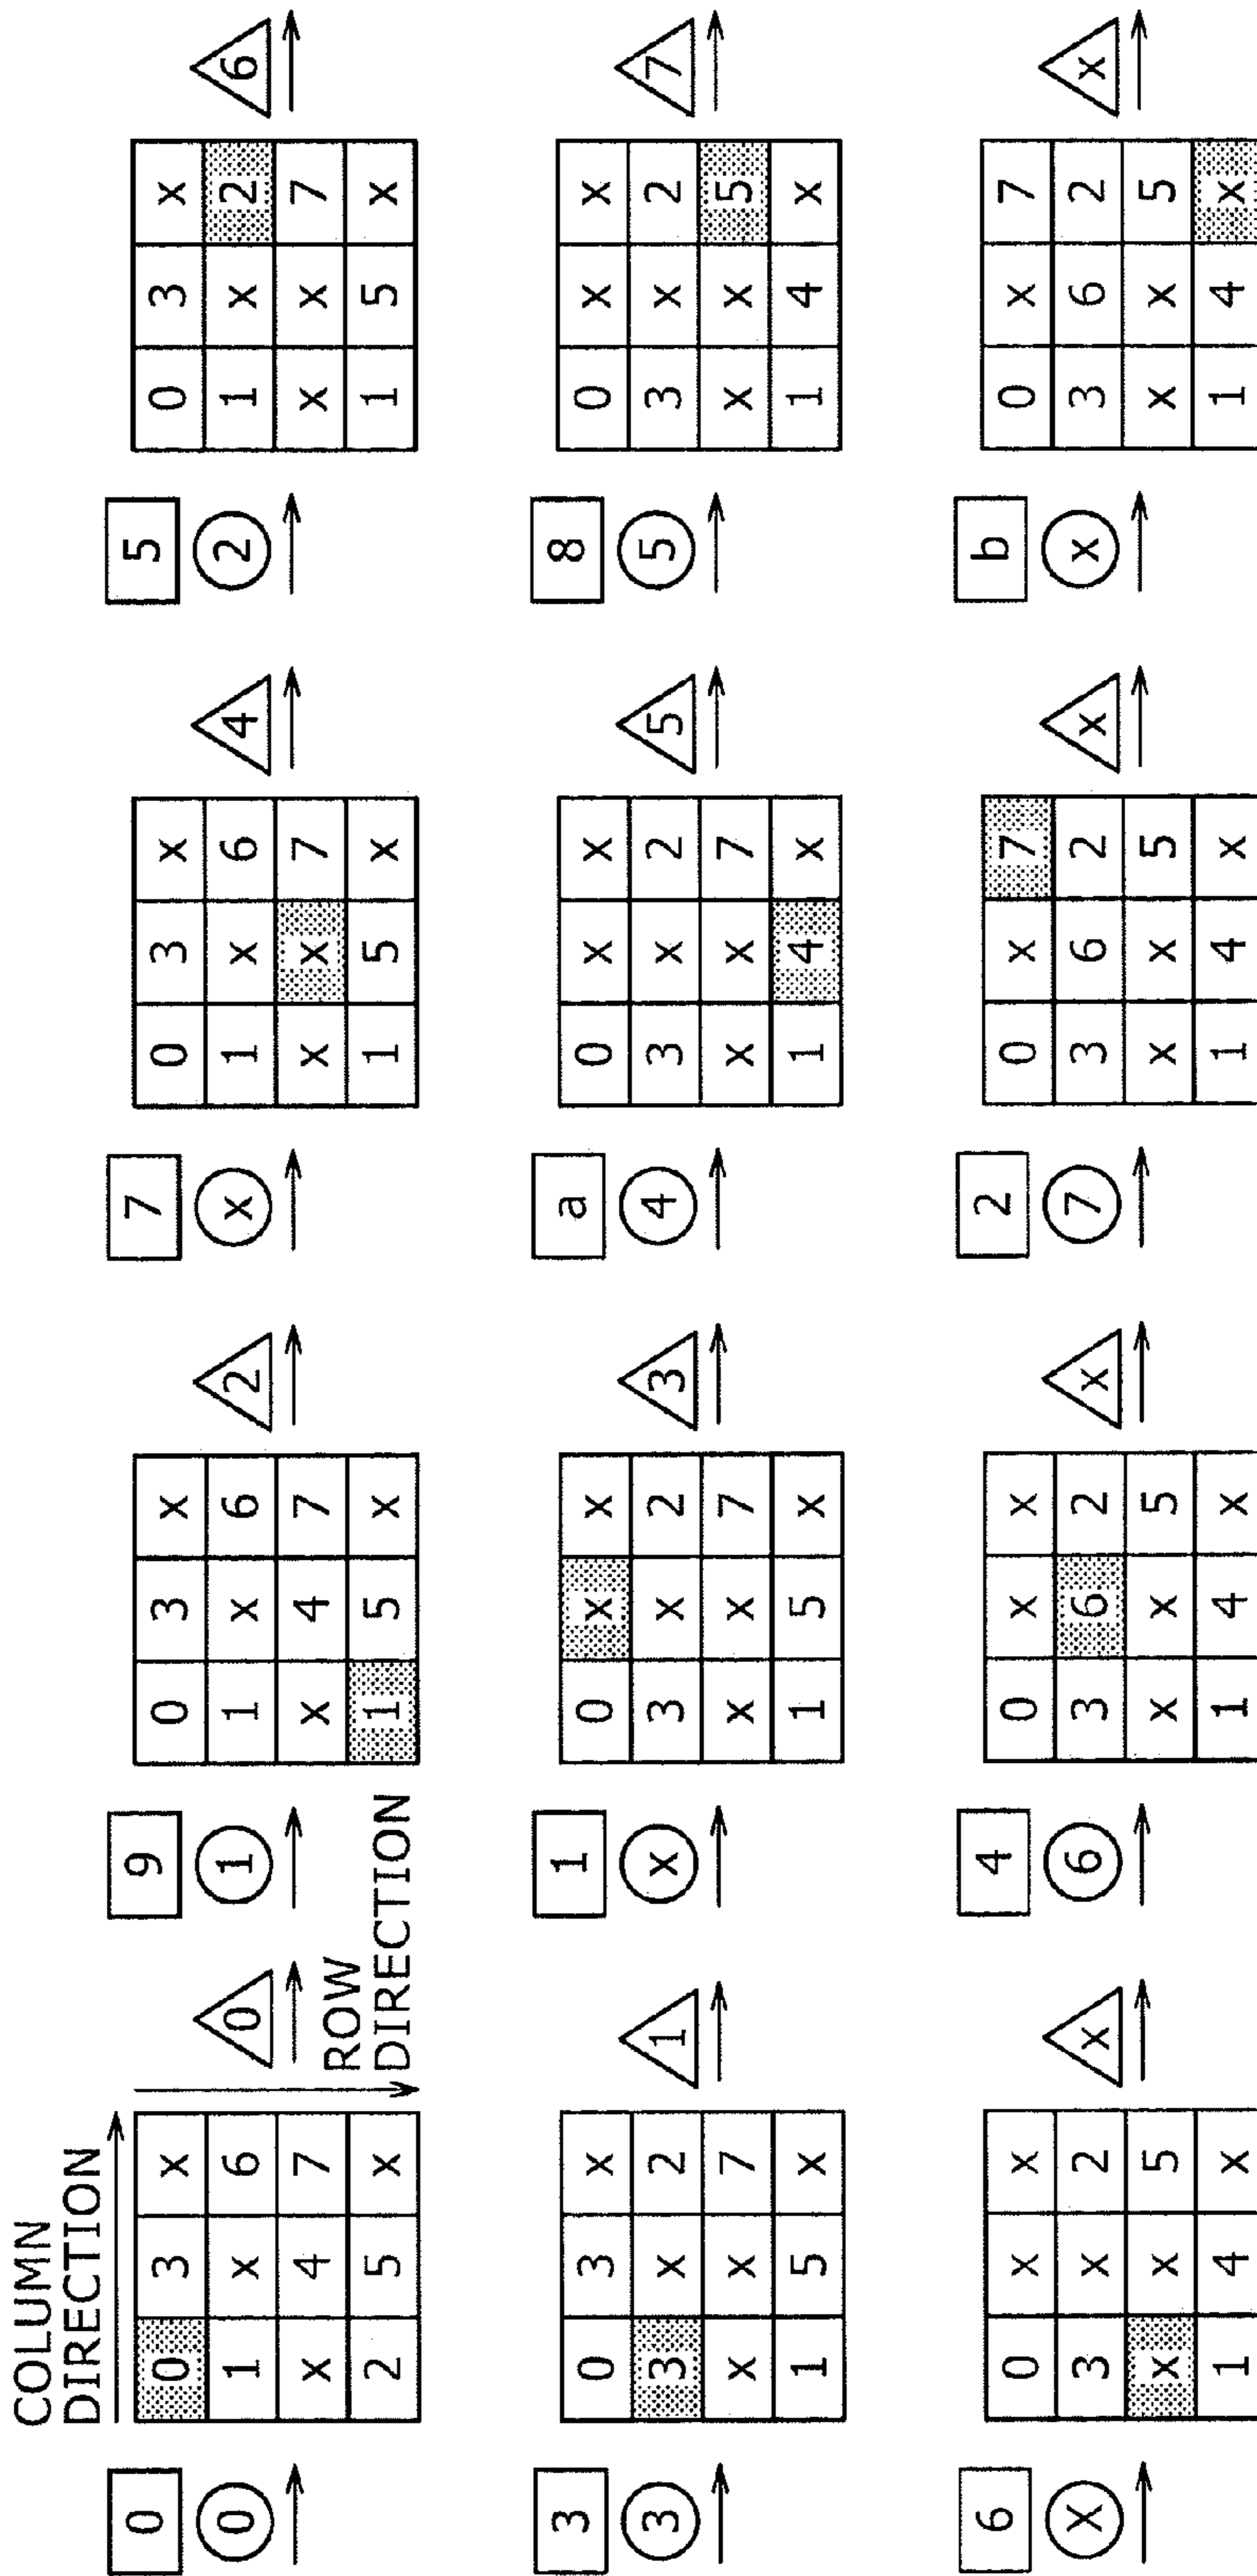 COLUMN
DIRECTION
0
0
0 3 x
1 x 6
x 4 7
2 5 x
0
ROW
DIRECTION
9
1
0 3 x
1 x 6
x 4 7
1 5 x
2
7
x
0 3 x
1 x 6
x x 7
1 5 x
4
5
2
0 3 x
1 x 2
x x 7
1 5 x
6
3
3
0 3 x
3 x 2
x x 7
1 5 x
1
1
x
0 x x
3 x 2
x x 7
1 5 x
3
a
4
0 x x
3 x 2
x x 7
1 4 x
5
8
5
0 x x
3 x 2
x x 5
1 4 x
7
6
X
0 x x
3 x 2
x x 5
1 4 x
x
4
6
0 x x
3 6 2
x x 5
1 4 x
x
2
7
0 x 7
3 6 2
x x 5
1 4 x
x
b
x
0 x 7
3 6 2
x x 5
1 4 x
x